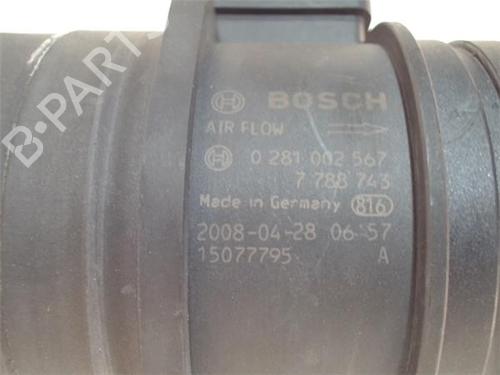 BOSCH
AIR FLOW
0 281 002 567
7 788 743
Made in Germany 816
2008-04-28 06 57
15077795 A
B-PARTS